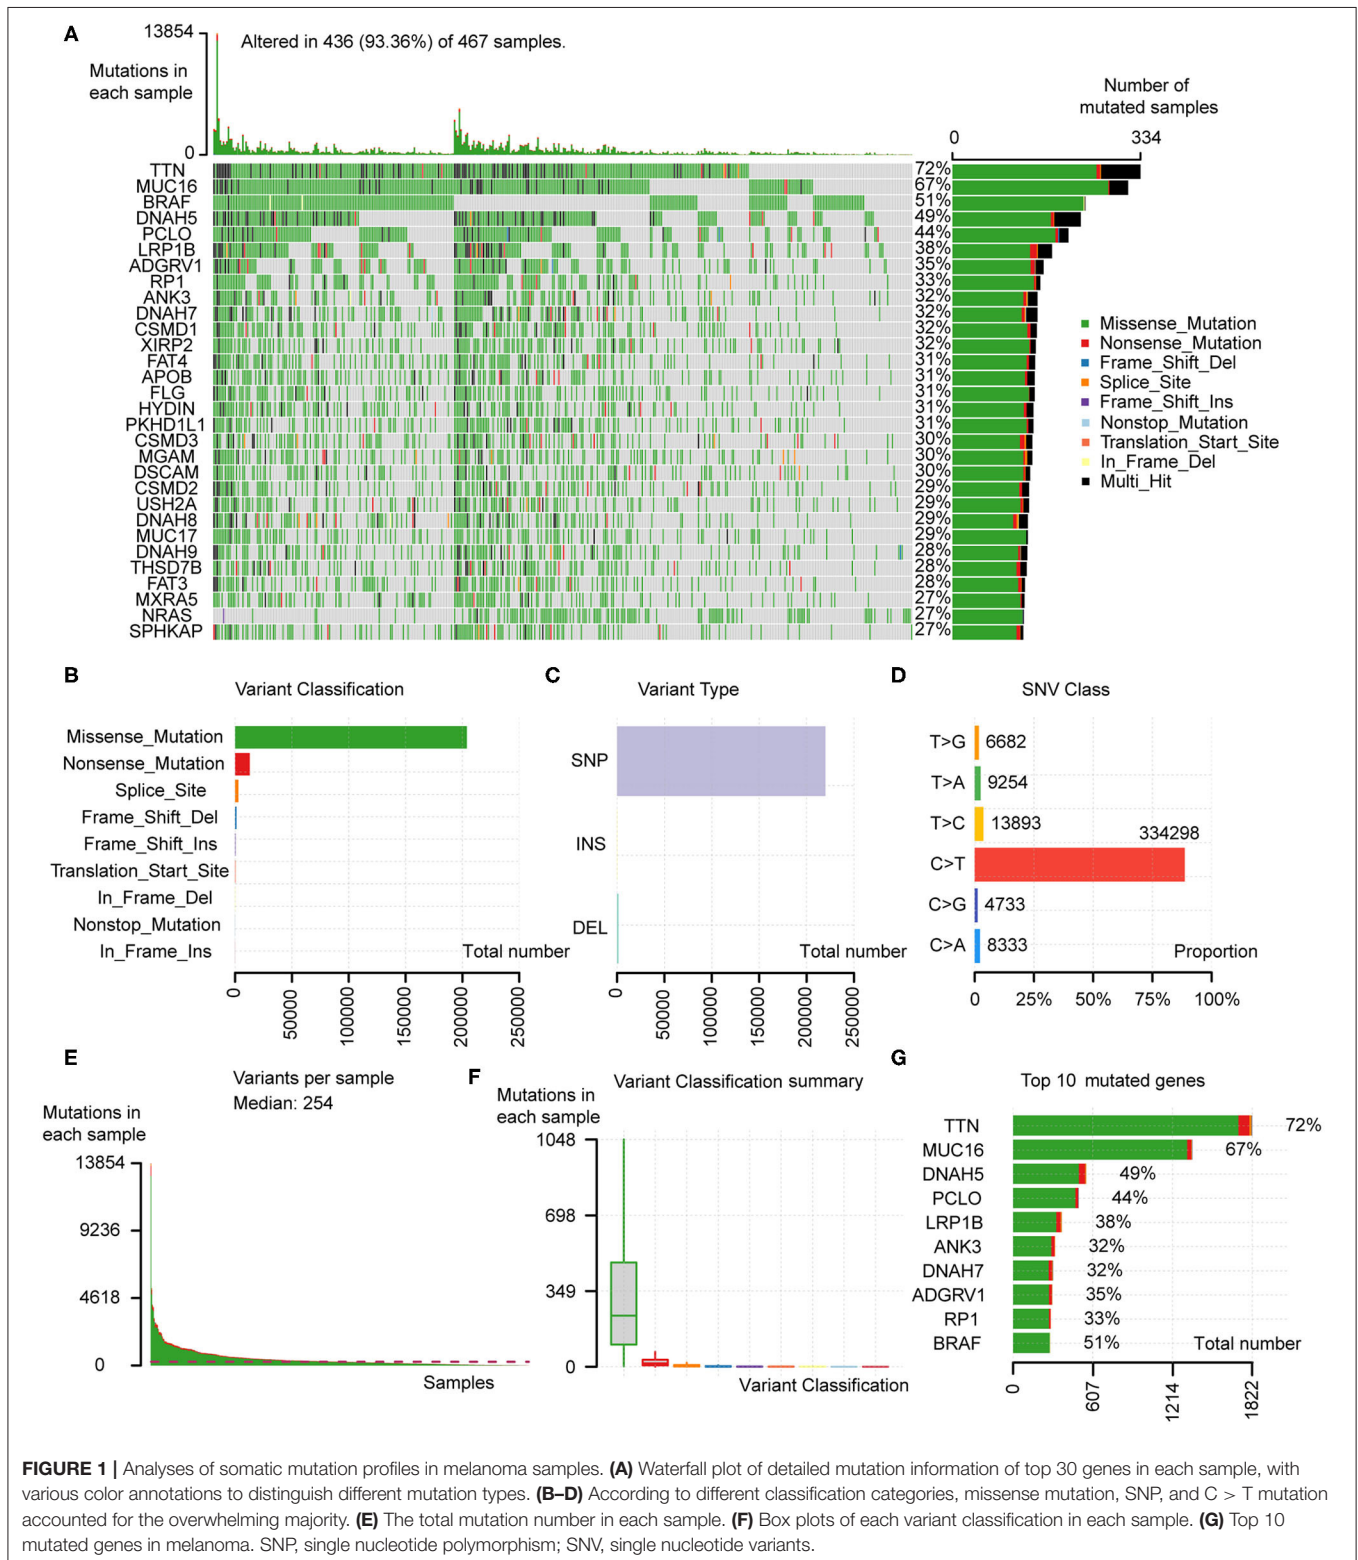 A
13854
Altered in 436 (93.36%) of 467 samples.
Mutations in
each sample
0
Number of
mutated samples
0 334
TTN 72%
MUC16 67%
BRAF 51%
DNAH5 49%
PCLO 44%
LRP1B 38%
ADGRV1 35%
RP1 33%
ANK3 32%
DNAH7 32%
CSMD1 32%
XIRP2 32%
FAT4 31%
APOB 31%
FLG 31%
HYDIN 31%
PKHD1L1 31%
CSMD3 30%
MGAM 30%
DSCAM 30%
CSMD2 29%
USH2A 29%
DNAH8 29%
MUC17 29%
DNAH9 28%
THSD7B 28%
FAT3 28%
MXRA5 27%
NRAS 27%
SPHKAP 27%
Missense_Mutation
Nonsense_Mutation
Frame_Shift_Del
Splice_Site
Frame_Shift_Ins
Nonstop_Mutation
Translation_Start_Site
In_Frame_Del
Multi_Hit
B
Variant Classification
Missense_Mutation
Nonsense_Mutation
Splice_Site
Frame_Shift_Del
Frame_Shift_Ins
Translation_Start_Site
In_Frame_Del
Nonstop_Mutation
In_Frame_Ins
Total number
0 50000 100000 150000 200000 250000
C
Variant Type
SNP
INS
DEL
Total number
0 50000 100000 150000 200000 250000
D
SNV Class
T>G 6682
T>A 9254
T>C 13893
334298
C>T
C>G 4733
C>A 8333
Proportion
0 25% 50% 75% 100%
E
Variants per sample
Median: 254
Mutations in
each sample
13854
9236
4618
0
Samples
F
Variant Classification summary
Mutations in
each sample
1048
698
349
0
Variant Classification
G
Top 10 mutated genes
TTN 72%
MUC16 67%
DNAH5 49%
PCLO 44%
LRP1B 38%
ANK3 32%
DNAH7 32%
ADGRV1 35%
RP1 33%
BRAF 51%
Total number
0 607 1214 1822
FIGURE 1 | Analyses of somatic mutation profiles in melanoma samples. (A) Waterfall plot of detailed mutation information of top 30 genes in each sample, with
various color annotations to distinguish different mutation types. (B–D) According to different classification categories, missense mutation, SNP, and C > T mutation
accounted for the overwhelming majority. (E) The total mutation number in each sample. (F) Box plots of each variant classification in each sample. (G) Top 10
mutated genes in melanoma. SNP, single nucleotide polymorphism; SNV, single nucleotide variants.